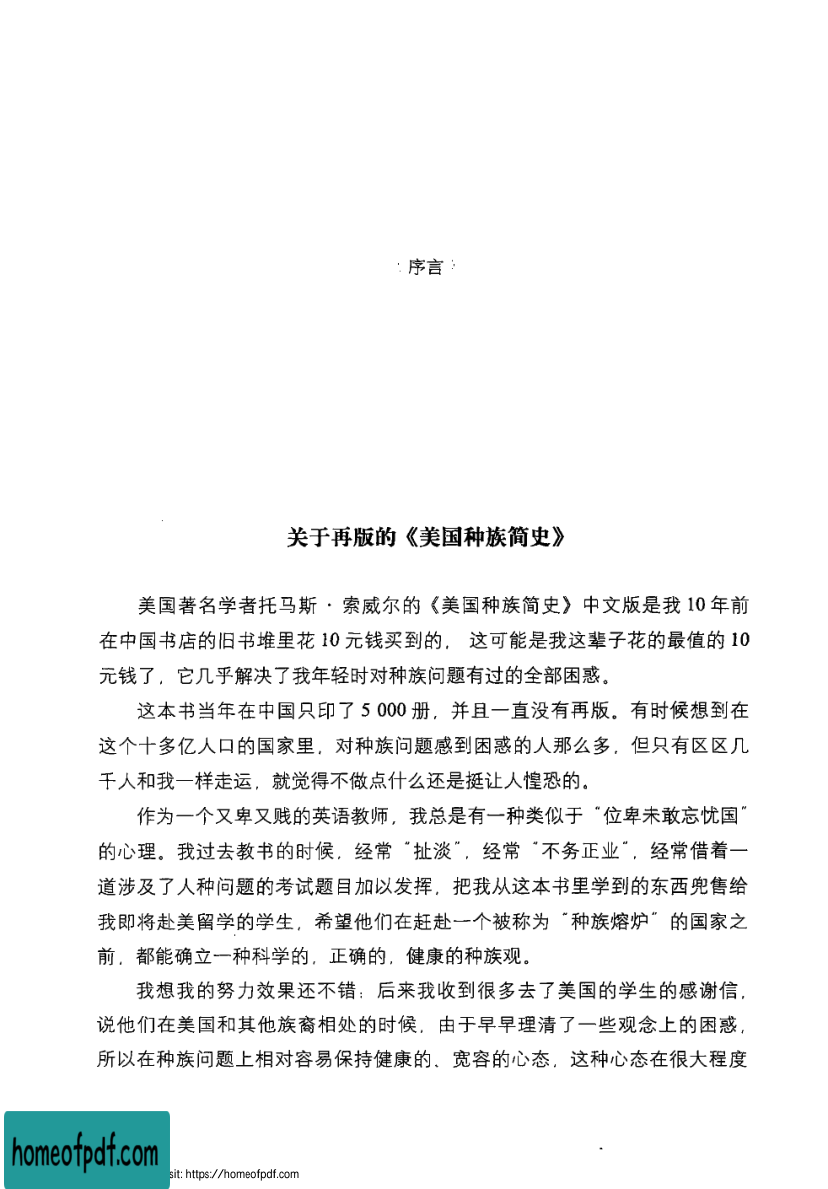 序言
关于再版的《美国种族简史》
美国著名学者托马斯·索威尔的《美国种族简史》中文版是我 10 年前
在中国书店的旧书堆里花 10 元钱买到的， 这可能是我这辈子花的最值的 10
元钱了，它几乎解决了我年轻时对种族问题有过的全部困惑。
这本书当年在中国只印了 5 000 册，并且一直没有再版。有时候想到在
这个十多亿人口的国家里，对种族问题感到困惑的人那么多，但只有区区几
千人和我一样走运，就觉得不做点什么还是挺让人惶恐的。
作为一个又卑又贱的英语教师，我总是有一种类似于“位卑未敢忘忧国”
的心理。我过去教书的时候，经常“扯淡”，经常“不务正业”，经常借着一
道涉及了人种问题的考试题目加以发挥，把我从这本书里学到的东西兜售给
我即将赴美留学的学生，希望他们在赶赴一个被称为“种族熔炉”的国家之
前，都能确立一种科学的，正确的，健康的种族观。
我想我的努力效果还不错：后来我收到很多去了美国的学生的感谢信，
说他们在美国和其他族裔相处的时候，由于早早理清了一些观念上的困惑，
所以在种族问题上相对容易保持健康的、宽容的心态，这种心态在很大程度
homeofpdf.com
sit: https://homeofpdf.com